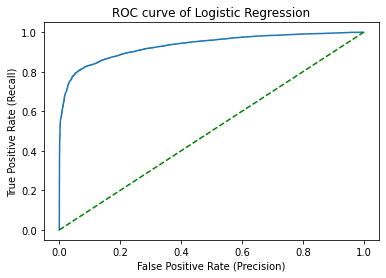 ROC curve of Logistic Regression
True Positive Rate (Recall)
1.0
0.8
0.6
0.4
0.2
0.0
0.0 0.2 0.4 0.6 0.8 1.0
False Positive Rate (Precision)